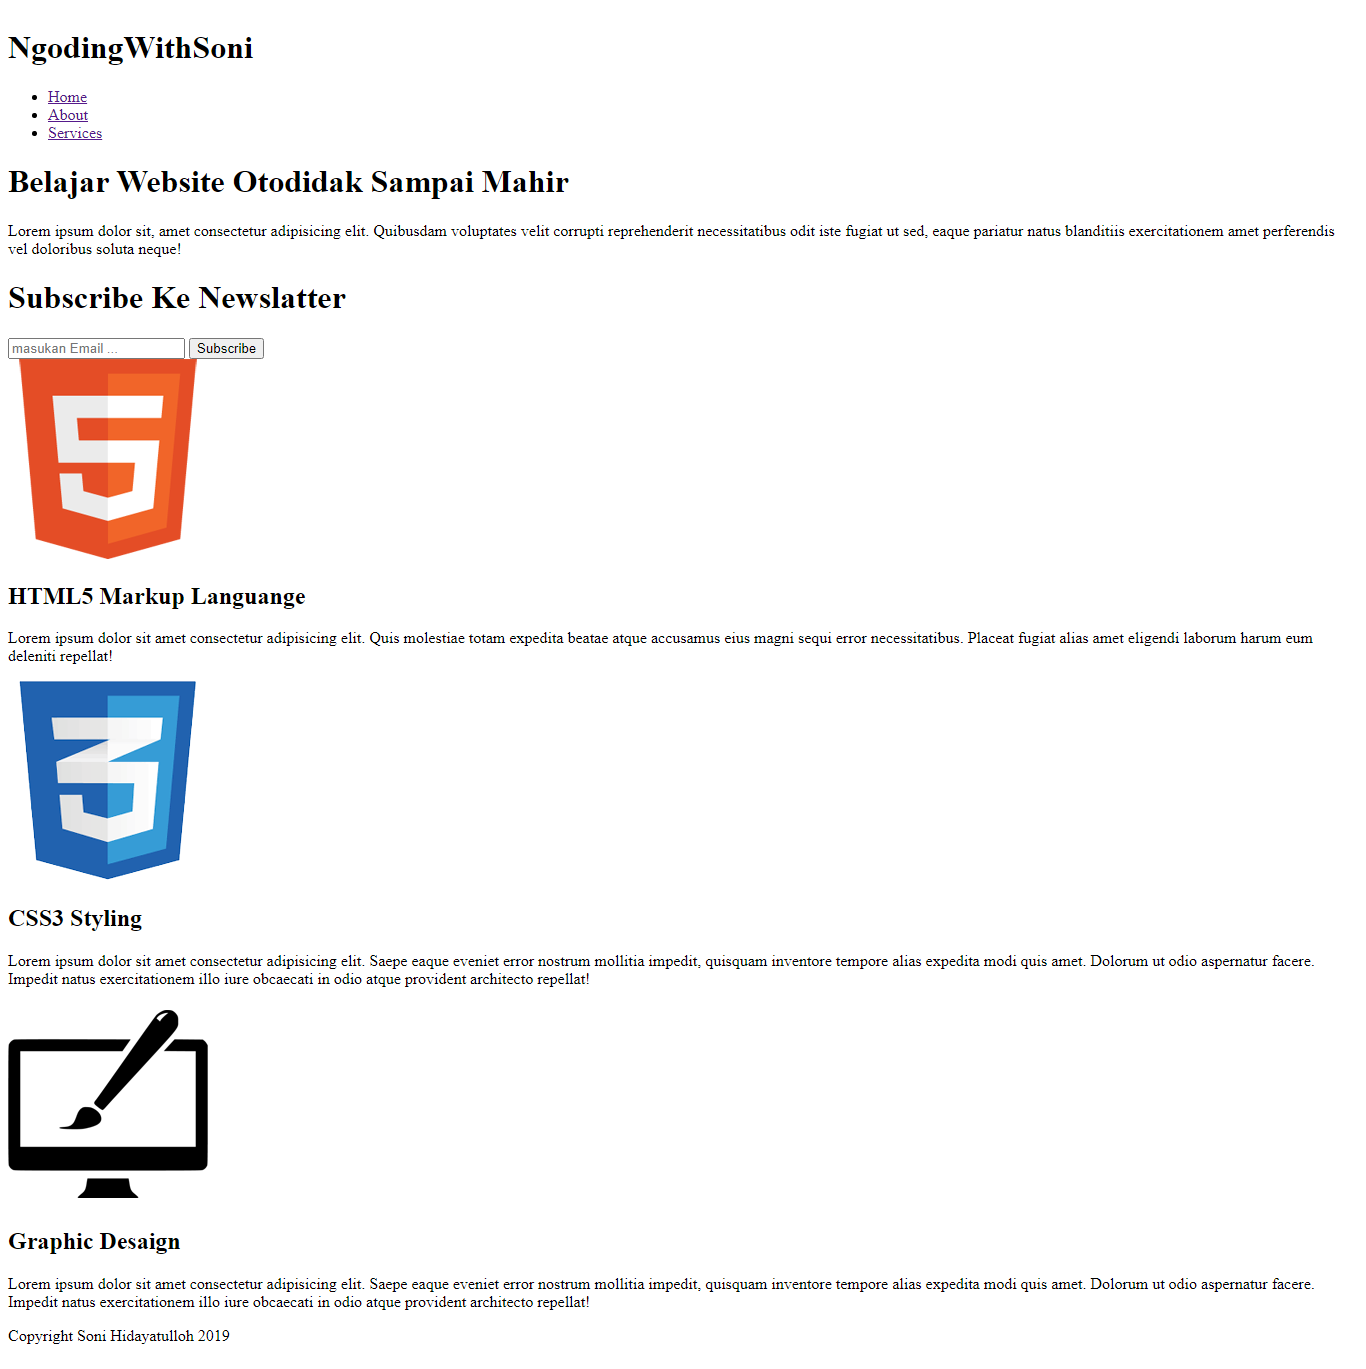 NgodingWithSoni
Home
About
Services
Belajar Website Otodidak Sampai Mahir
Lorem ipsum dolor sit, amet consectetur adipisicing elit. Quibusdam voluptates velit corrupti reprehenderit necessitatibus odit iste fugiat ut sed, eaque pariatur natus blanditiis exercitationem amet perferendis
vel doloribus soluta neque!
Subscribe Ke Newslatter
masukan Email ... Subscribe
5
HTML5 Markup Languange
Lorem ipsum dolor sit amet consectetur adipisicing elit. Quis molestiae totam expedita beatae atque accusamus eius magni sequi error necessitatibus. Placeat fugiat alias amet eligendi laborum harum eum
deleniti repellat!
3
CSS3 Styling
Lorem ipsum dolor sit amet consectetur adipisicing elit. Saepe eaque eveniet error nostrum mollitia impedit, quisquam inventore tempore alias expedita modi quis amet. Dolorum ut odio aspernatur facere.
Impedit natus exercitationem illo iure obcaecati in odio atque provident architecto repellat!
Graphic Desaign
Lorem ipsum dolor sit amet consectetur adipisicing elit. Saepe eaque eveniet error nostrum mollitia impedit, quisquam inventore tempore alias expedita modi quis amet. Dolorum ut odio aspernatur facere.
Impedit natus exercitationem illo iure obcaecati in odio atque provident architecto repellat!
Copyright Soni Hidayatulloh 2019